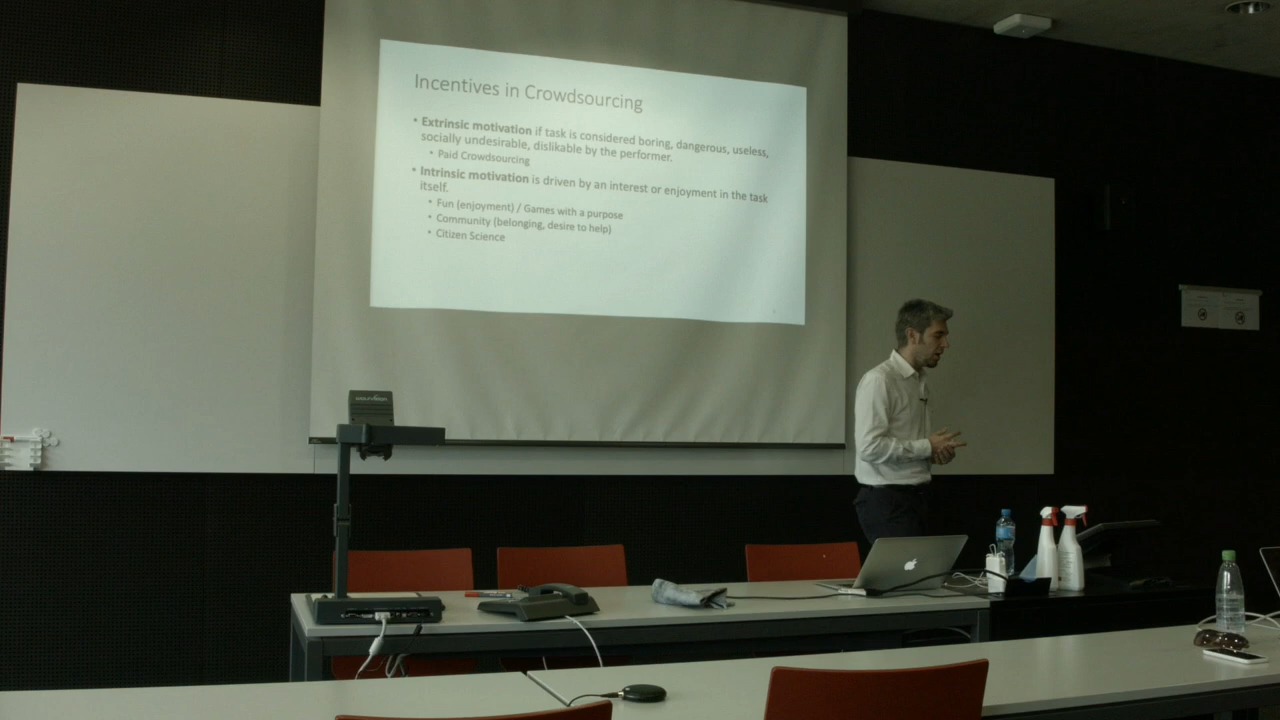 Incentives in Crowdsourcing
• Extrinsic motivation if task is considered boring, dangerous, useless,
socially undesirable, dislikable by the performer.
• Paid Crowdsourcing
• Intrinsic motivation is driven by an interest or enjoyment in the task
itself.
• Fun (enjoyment) / Games with a purpose
• Community (belonging, desire to help)
• Citizen Science